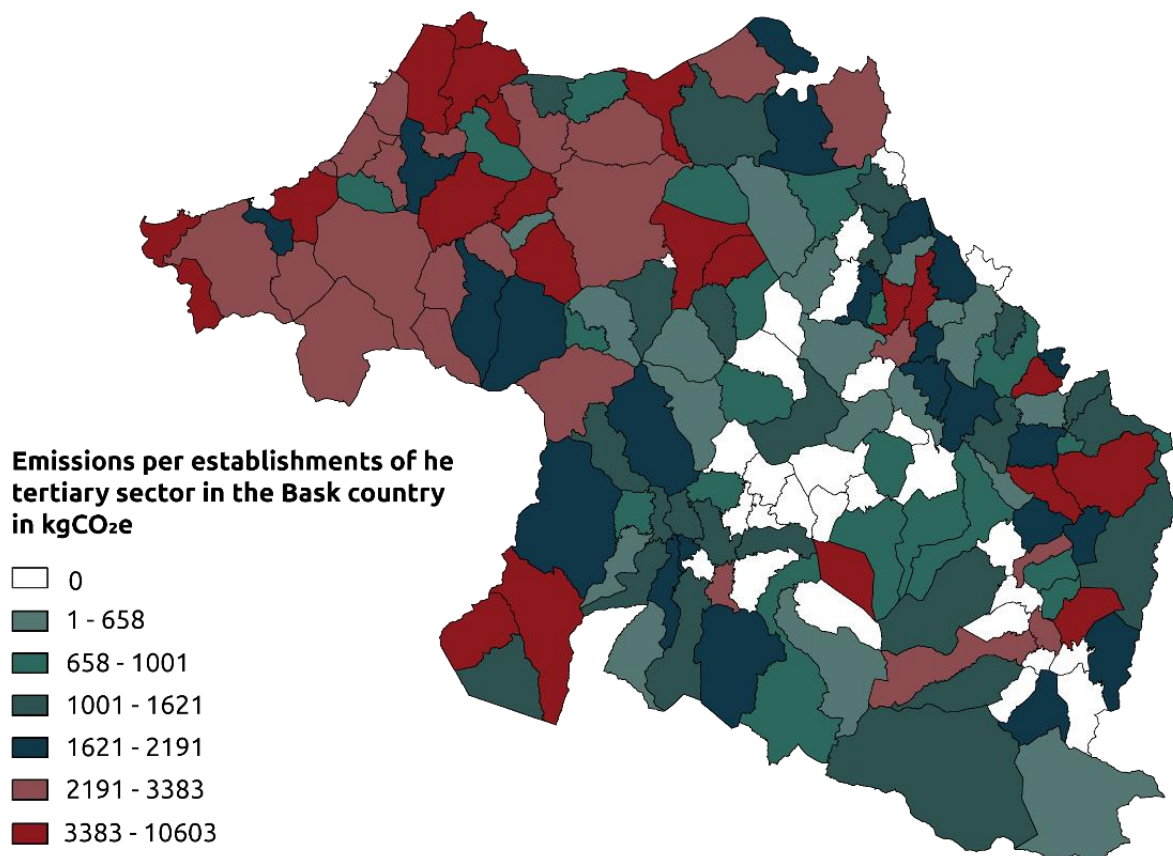 Emissions per establishments of he
tertiary sector in the Bask country
in kgCO₂e
0
1 - 658
658 - 1001
1001 - 1621
1621 - 2191
2191 - 3383
3383 - 10603